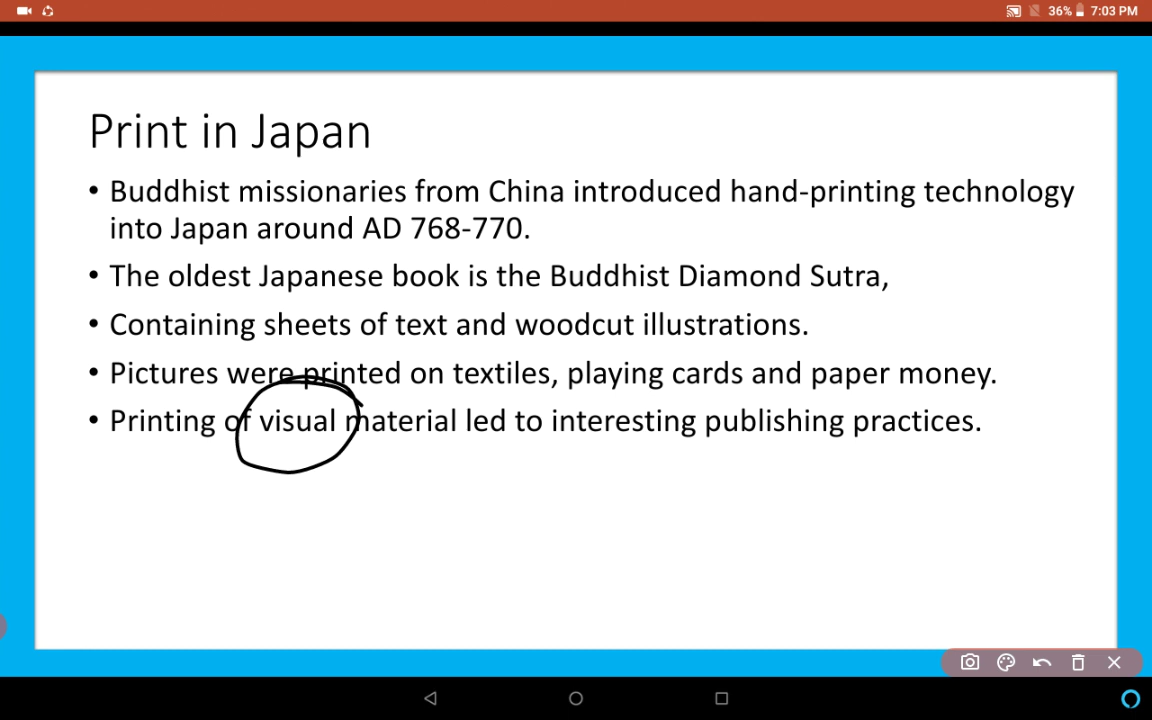 36% 7:03 PM
Print in Japan
• Buddhist missionaries from China introduced hand-printing technology
into Japan around AD 768-770.
• The oldest Japanese book is the Buddhist Diamond Sutra,
• Containing sheets of text and woodcut illustrations.
• Pictures were printed on textiles, playing cards and paper money.
• Printing of visual material led to interesting publishing practices.